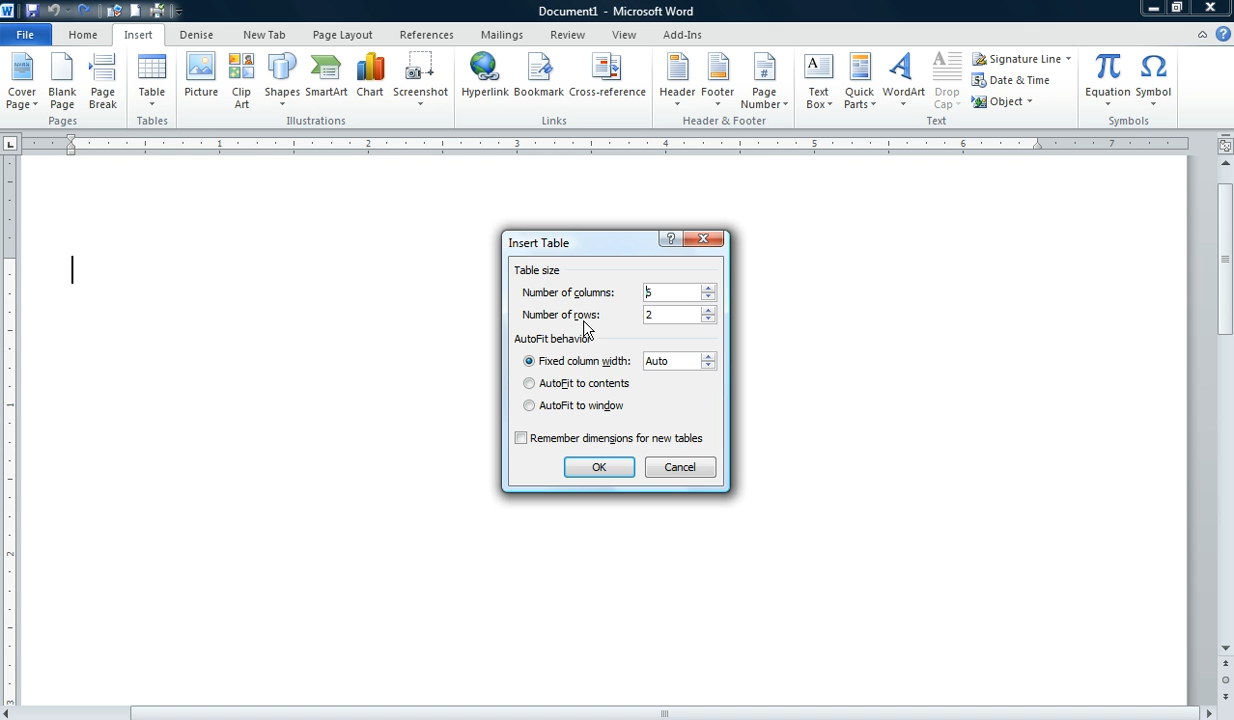 Document1 - Microsoft Word
File Home Insert Denise New Tab Page Layout References Mailings Review View Add-Ins
Cover Page
Blank Page
Page Break
Table
Picture
Clip Art
Shapes
SmartArt
Chart
Screenshot
Hyperlink
Bookmark
Cross-reference
Header
Footer
Page Number
Text Box
Quick Parts
WordArt
Drop Cap
Signature Line
Date & Time
Object
Equation
Symbol
Pages Tables Illustrations Links Header & Footer Text Symbols
1 2 3 4 5 6 7
Insert Table
Table size
Number of columns: 5
Number of rows: 2
AutoFit behavior
Fixed column width: Auto
AutoFit to contents
AutoFit to window
Remember dimensions for new tables
OK Cancel
1
2
3